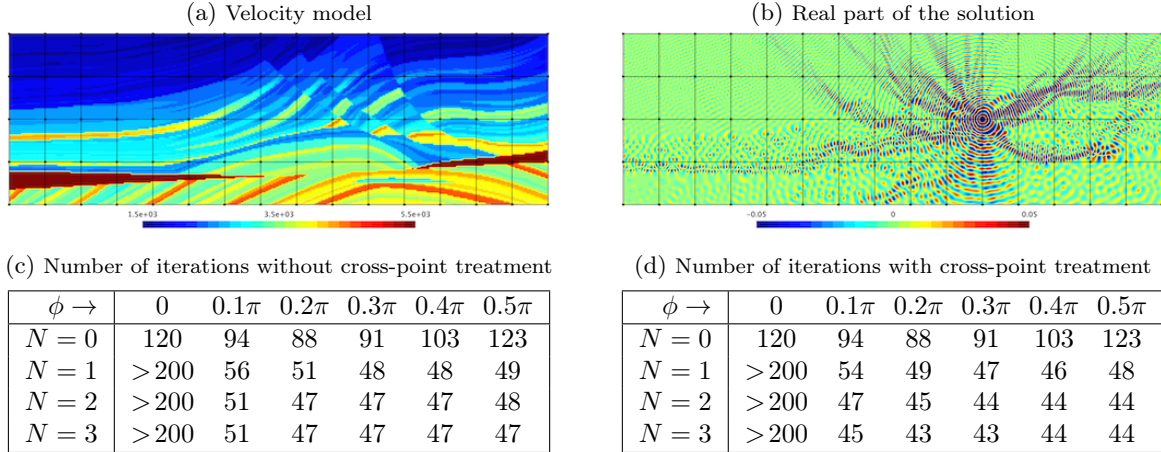 (a) Velocity model
1.5e+03 3.5e+03 5.5e+03
(b) Real part of the solution
−0.05 0 0.05
(c) Number of iterations without cross-point treatment
ϕ → 0 0.1π 0.2π 0.3π 0.4π 0.5π
N = 0 120 94 88 91 103 123
N = 1 >200 56 51 48 48 49
N = 2 >200 51 47 47 47 48
N = 3 >200 51 47 47 47 47
(d) Number of iterations with cross-point treatment
ϕ → 0 0.1π 0.2π 0.3π 0.4π 0.5π
N = 0 120 94 88 91 103 123
N = 1 >200 54 49 47 46 48
N = 2 >200 47 45 44 44 44
N = 3 >200 45 43 43 44 44